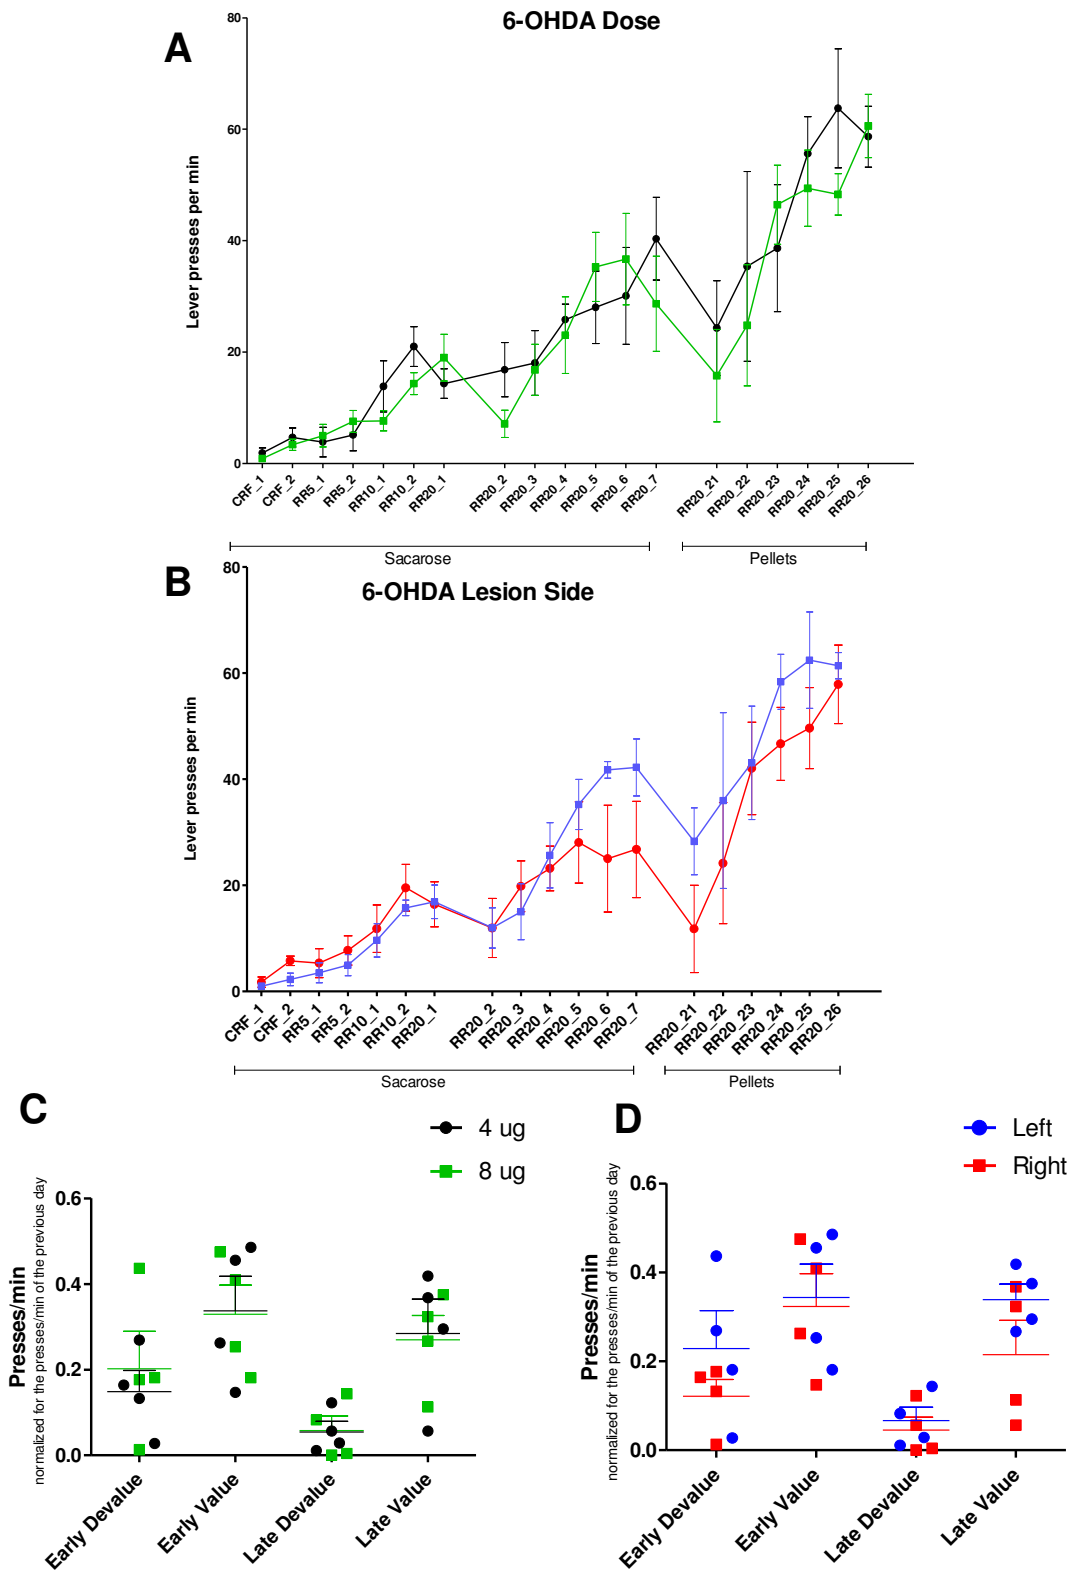 6-OHDA Dose
A
80
60
40
20
0
Lever presses per min
CRF_1
CRF_2
RR5_1
RR5_2
RR10_1
RR10_2
RR20_1
RR20_2
RR20_3
RR20_4
RR20_5
RR20_6
RR20_7
RR20_21
RR20_22
RR20_23
RR20_24
RR20_25
RR20_26
Sacarose
Pellets
B
6-OHDA Lesion Side
80
60
40
20
0
Lever presses per min
CRF_1
CRF_2
RR5_1
RR5_2
RR10_1
RR10_2
RR20_1
RR20_2
RR20_3
RR20_4
RR20_5
RR20_6
RR20_7
RR20_21
RR20_22
RR20_23
RR20_24
RR20_25
RR20_26
Sacarose
Pellets
C
4 ug
8 ug
0.6
0.4
0.2
0.0
Presses/min
normalized for the presses/min of the previous day
Early Devalue
Early Value
Late Devalue
Late Value
D
Left
Right
0.6
0.4
0.2
0.0
Presses/min
normalized for the presses/min of the previous day
Early Devalue
Early Value
Late Devalue
Late Value